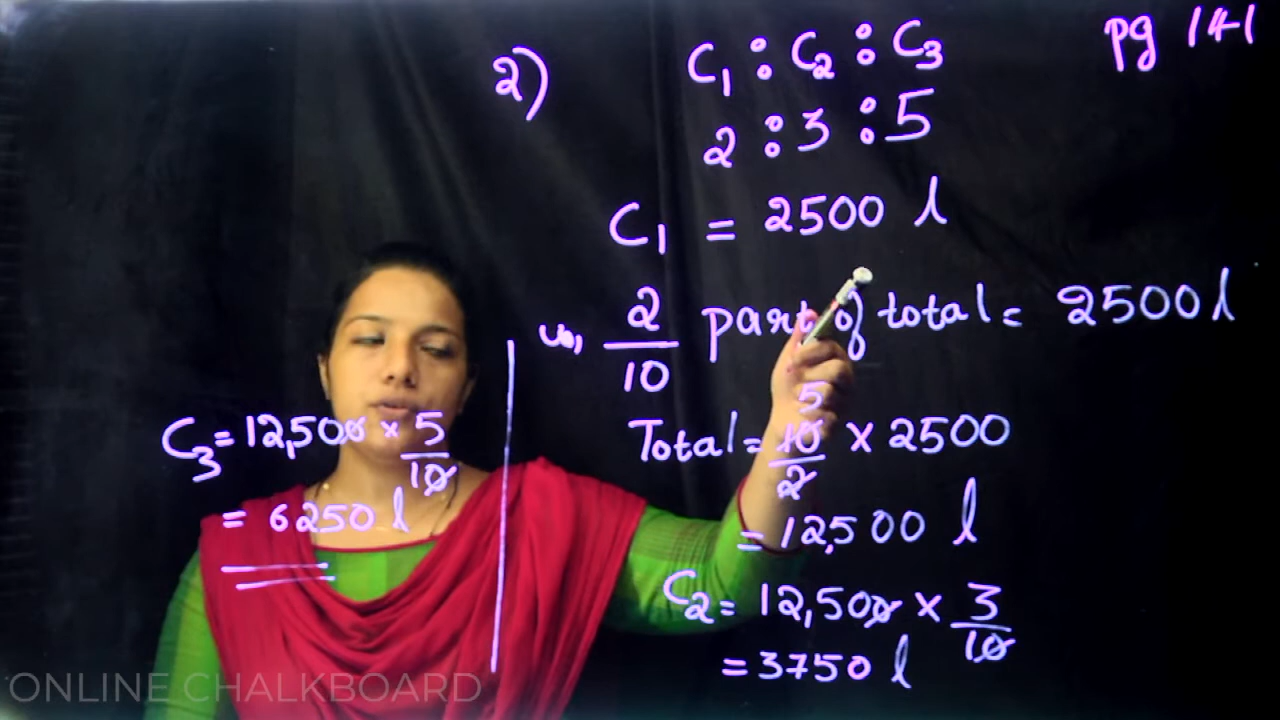 pg 141
2) C₁ : C₂ : C₃
2 : 3 : 5
C₁ = 2500 l
2/10 part of total = 2500 l
Total = 10/2 × 2500
5
= 12,500 l
C₂ = 12,500 × 3/10
= 3750 l
C₃ = 12,500 × 5/10
= 6250 l
ONLINE CHALKBOARD